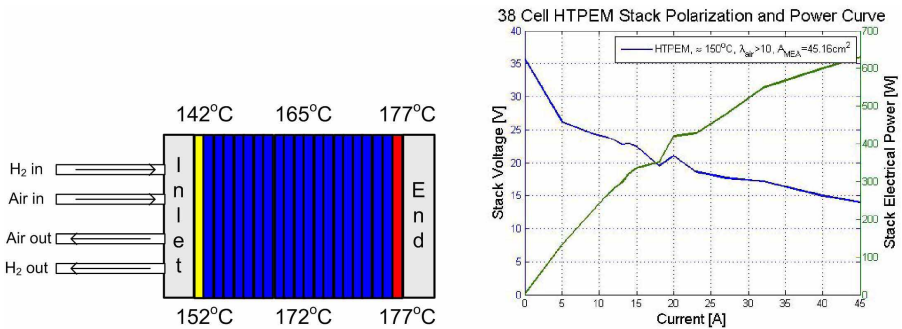 142°C 165°C 177°C
H₂ in
Air in
Air out
H₂ out
Inlet
End
152°C 172°C 177°C
38 Cell HTPEM Stack Polarization and Power Curve
HTPEM, ≈ 150°C, λair>10, AMEA=45.16cm²
Stack Voltage [V]
40
35
30
25
20
15
10
5
0
0 5 10 15 20 25 30 35 40 45
Current [A]
700
600
500
400
300
200
100
0
Stack Electrical Power [W]